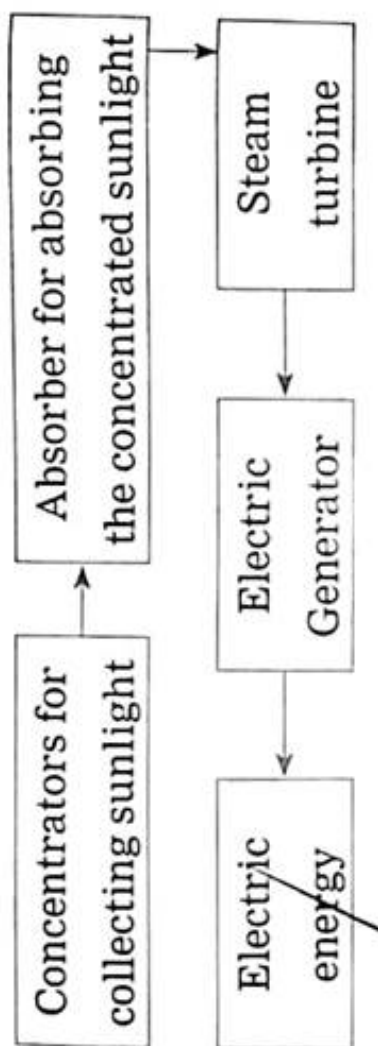 Concentrators for
collecting sunlight
Absorber for absorbing
the concentrated sunlight
Steam
turbine
Electric
Generator
Electric
energy